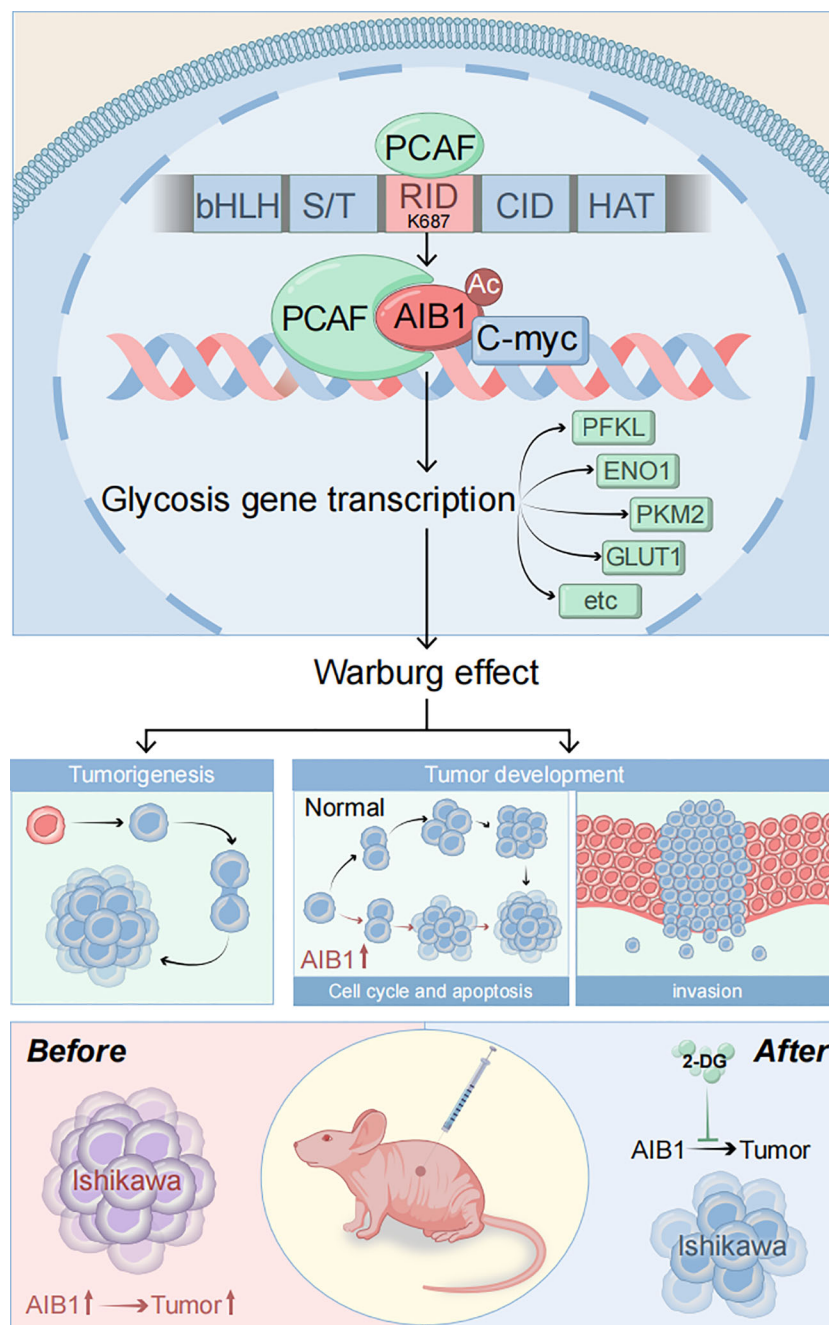 PCAF
bHLH S/T RID CID HAT
K687
Ac
PCAF AIB1
C-myc
PFKL
ENO1
Glycosis gene transcription
PKM2
GLUT1
etc
Warburg effect
Tumorigenesis
Tumor development
Normal
AIB1↑
Cell cycle and apoptosis
invasion
Before
Ishikawa
AIB1↑ → Tumor↑
After
2-DG
AIB1 → Tumor
Ishikawa